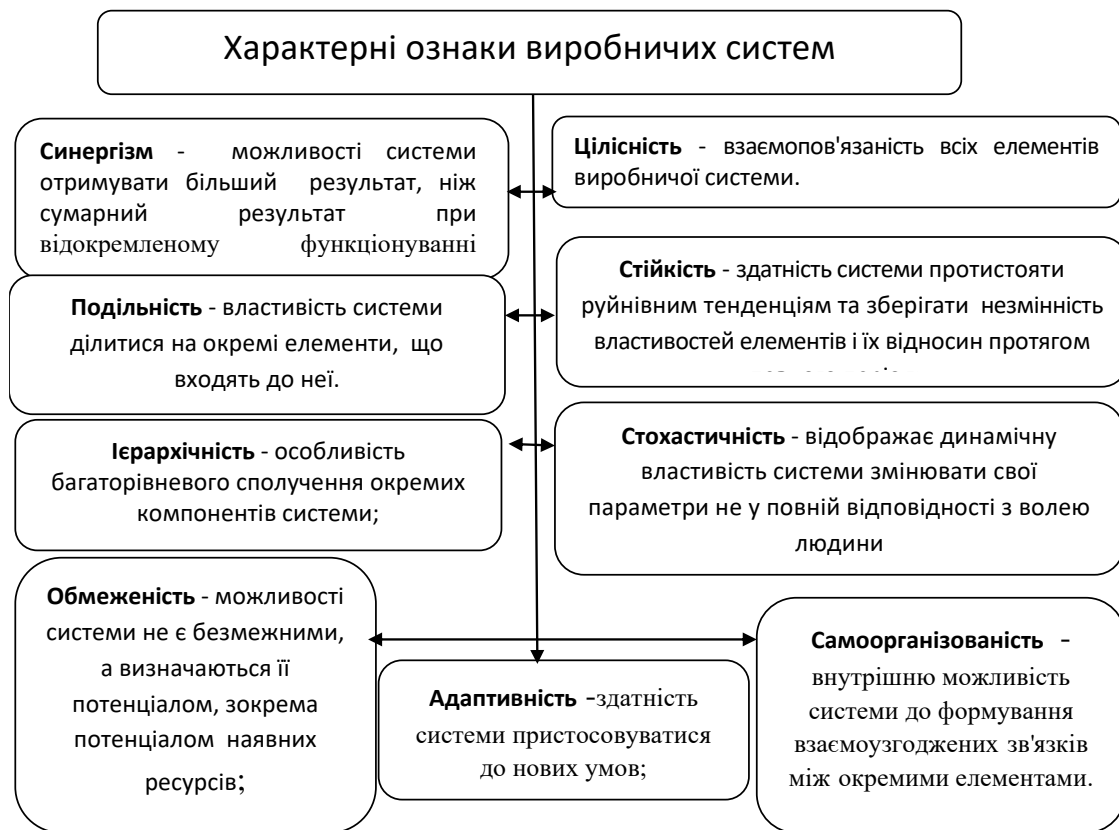 Характерні ознаки виробничих систем
Синергізм - можливості системи
отримувати більший результат, ніж
сумарний результат при
відокремленому функціонуванні
Цілісність - взаємопов'язаність всіх елементів
виробничої системи.
Подільність - властивість системи
ділитися на окремі елементи, що
входять до неї.
Стійкість - здатність системи протистояти
руйнівним тенденціям та зберігати незмінність
властивостей елементів і їх відносин протягом
Ієрархічність - особливість
багаторівневого сполучення окремих
компонентів системи;
Стохастичність - відображає динамічну
властивість системи змінювати свої
параметри не у повній відповідності з волею
людини
Обмеженість - можливості
системи не є безмежними,
а визначаються її
потенціалом, зокрема
потенціалом наявних
ресурсів;
Адаптивність -здатність
системи пристосовуватися
до нових умов;
Самоорганізованість -
внутрішню можливість
системи до формування
взаємоузгоджених зв'язків
між окремими елементами.